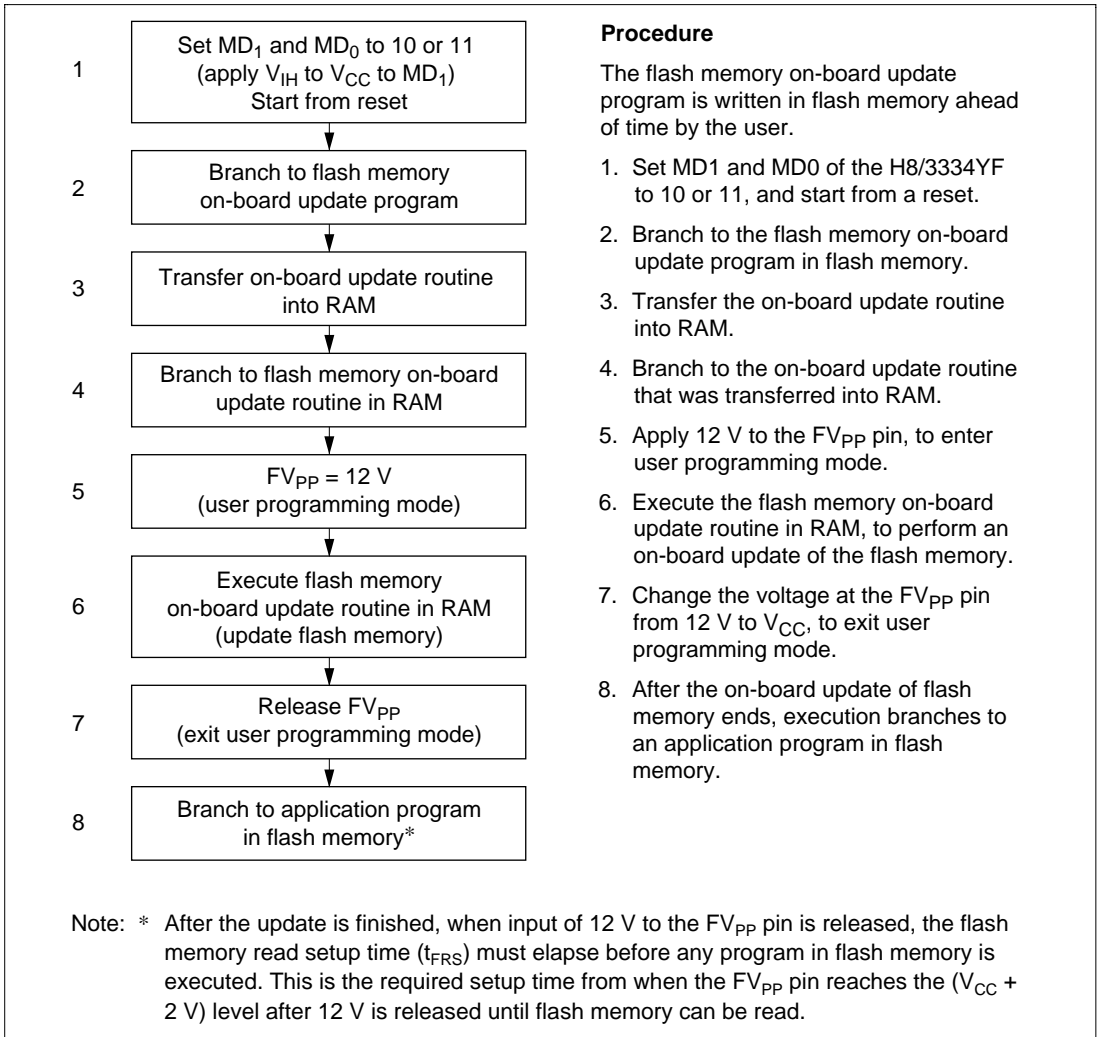 1
Set MD₁ and MD₀ to 10 or 11
(apply V_IH to V_CC to MD₁)
Start from reset
2
Branch to flash memory
on-board update program
3
Transfer on-board update routine
into RAM
4
Branch to flash memory on-board
update routine in RAM
5
FV_PP = 12 V
(user programming mode)
6
Execute flash memory
on-board update routine in RAM
(update flash memory)
7
Release FV_PP
(exit user programming mode)
8
Branch to application program
in flash memory*
Procedure
The flash memory on-board update
program is written in flash memory ahead
of time by the user.
1. Set MD1 and MD0 of the H8/3334YF
to 10 or 11, and start from a reset.
2. Branch to the flash memory on-board
update program in flash memory.
3. Transfer the on-board update routine
into RAM.
4. Branch to the on-board update routine
that was transferred into RAM.
5. Apply 12 V to the FV_PP pin, to enter
user programming mode.
6. Execute the flash memory on-board
update routine in RAM, to perform an
on-board update of the flash memory.
7. Change the voltage at the FV_PP pin
from 12 V to V_CC, to exit user
programming mode.
8. After the on-board update of flash
memory ends, execution branches to
an application program in flash
memory.
Note: * After the update is finished, when input of 12 V to the FV_PP pin is released, the flash
memory read setup time (t_FRS) must elapse before any program in flash memory is
executed. This is the required setup time from when the FV_PP pin reaches the (V_CC +
2 V) level after 12 V is released until flash memory can be read.